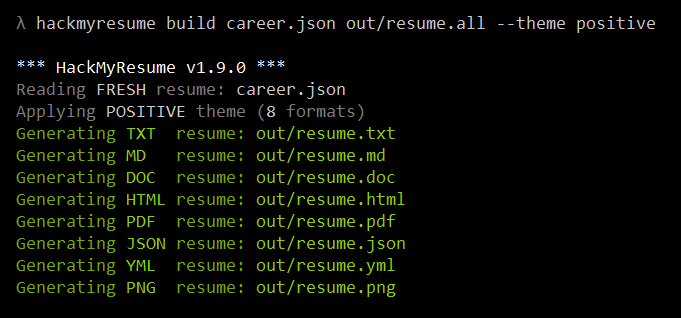 λ hackmyresume build career.json out/resume.all --theme positive
*** HackMyResume v1.9.0 ***
Reading FRESH resume: career.json
Applying POSITIVE theme (8 formats)
Generating TXT  resume: out/resume.txt
Generating MD   resume: out/resume.md
Generating DOC  resume: out/resume.doc
Generating HTML resume: out/resume.html
Generating PDF  resume: out/resume.pdf
Generating JSON resume: out/resume.json
Generating YML  resume: out/resume.yml
Generating PNG  resume: out/resume.png